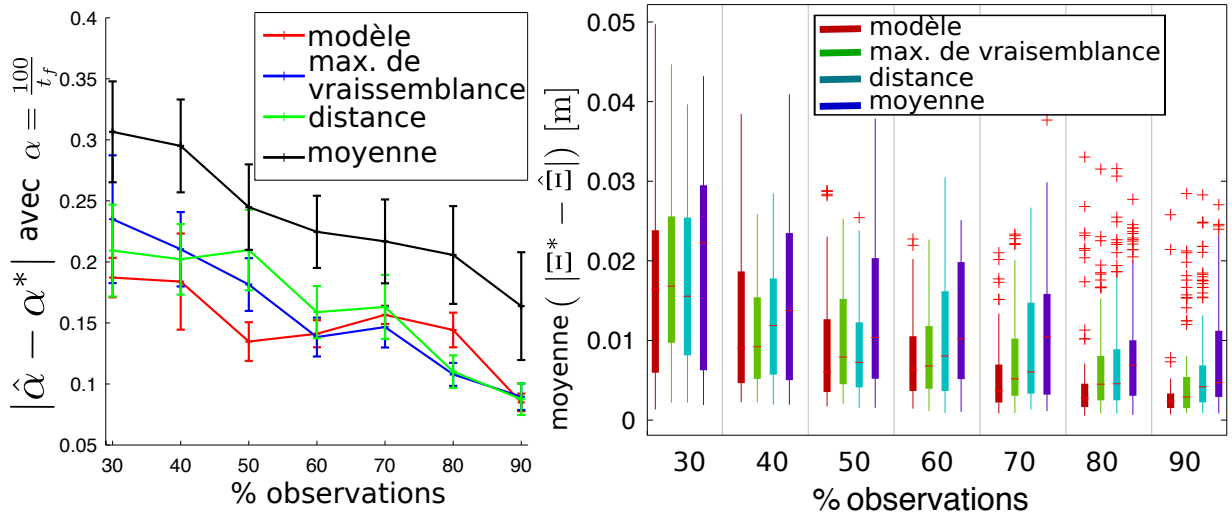 |α̂ − α*| avec α = 100/t_f
0.4
0.35
0.3
0.25
0.2
0.15
0.1
0.05
30 40 50 60 70 80 90
% observations
modèle
max. de
vraissemblance
distance
moyenne
moyenne ( |Ξ* − Ξ̂|) [m]
0.05
0.04
0.03
0.02
0.01
0
30 40 50 60 70 80 90
% observations
modèle
max. de vraisemblance
distance
moyenne